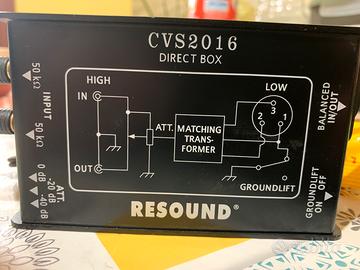 CVS2016
DIRECT BOX
HIGH
IN
OUT
ATT.
MATCHING
TRANS-
FORMER
LOW
3
2
1
GROUNDLIFT
50 kΩ
INPUT
50 kΩ
0 dB
-20 dB
-40 dB
ATT.
BALANCED
IN/OUT
GROUNDLIFT
ON
OFF
RESOUND®